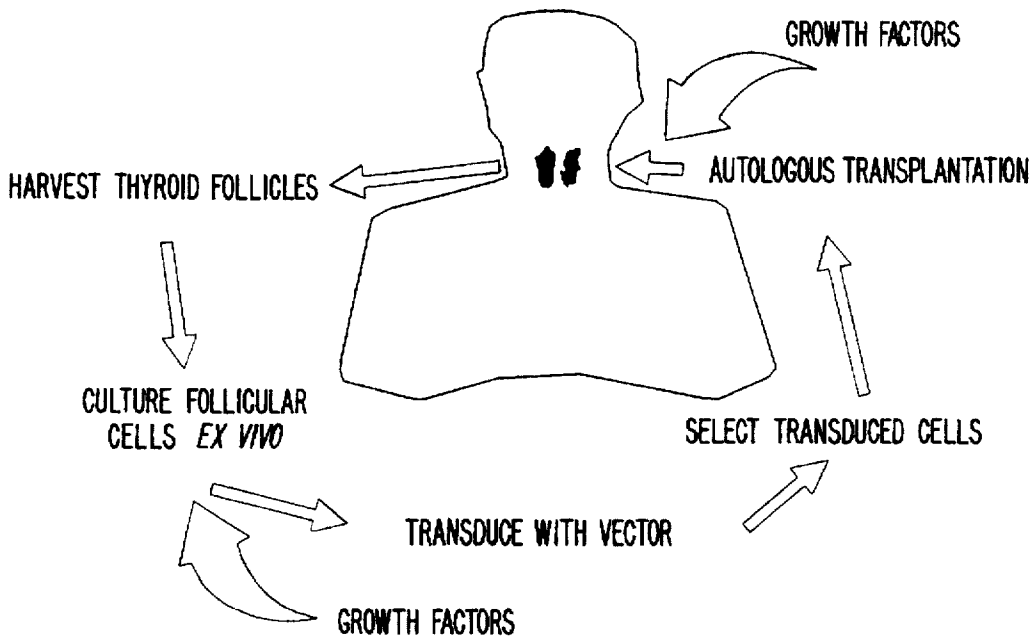 GROWTH FACTORS
HARVEST THYROID FOLLICLES
AUTOLOGOUS TRANSPLANTATION
CULTURE FOLLICULAR
CELLS EX VIVO
SELECT TRANSDUCED CELLS
TRANSDUCE WITH VECTOR
GROWTH FACTORS